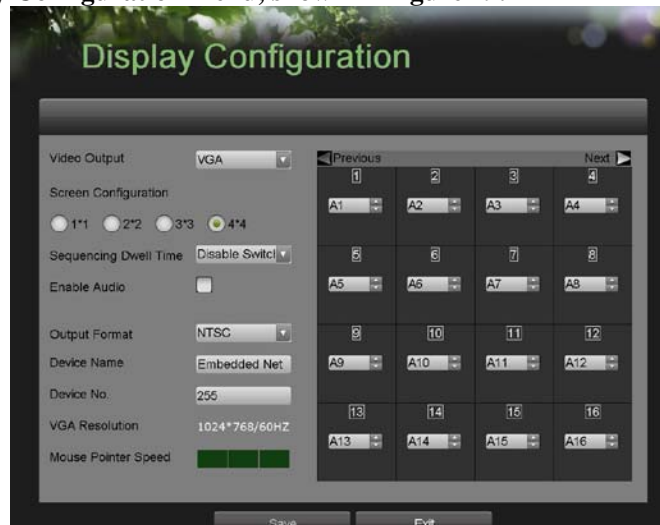 Display Configuration
Video Output VGA
Screen Configuration
1*1 2*2 3*3 4*4
Sequencing Dwell Time Disable Switcl
Enable Audio
Output Format NTSC
Device Name Embedded Net
Device No. 255
VGA Resolution 1024*768/60HZ
Mouse Pointer Speed
Previous Next
1 2 3 4
A1 A2 A3 A4
5 6 7 8
A5 A6 A7 A8
9 10 11 12
A9 A10 A11 A12
13 14 15 16
A13 A14 A15 A16
Save Exit